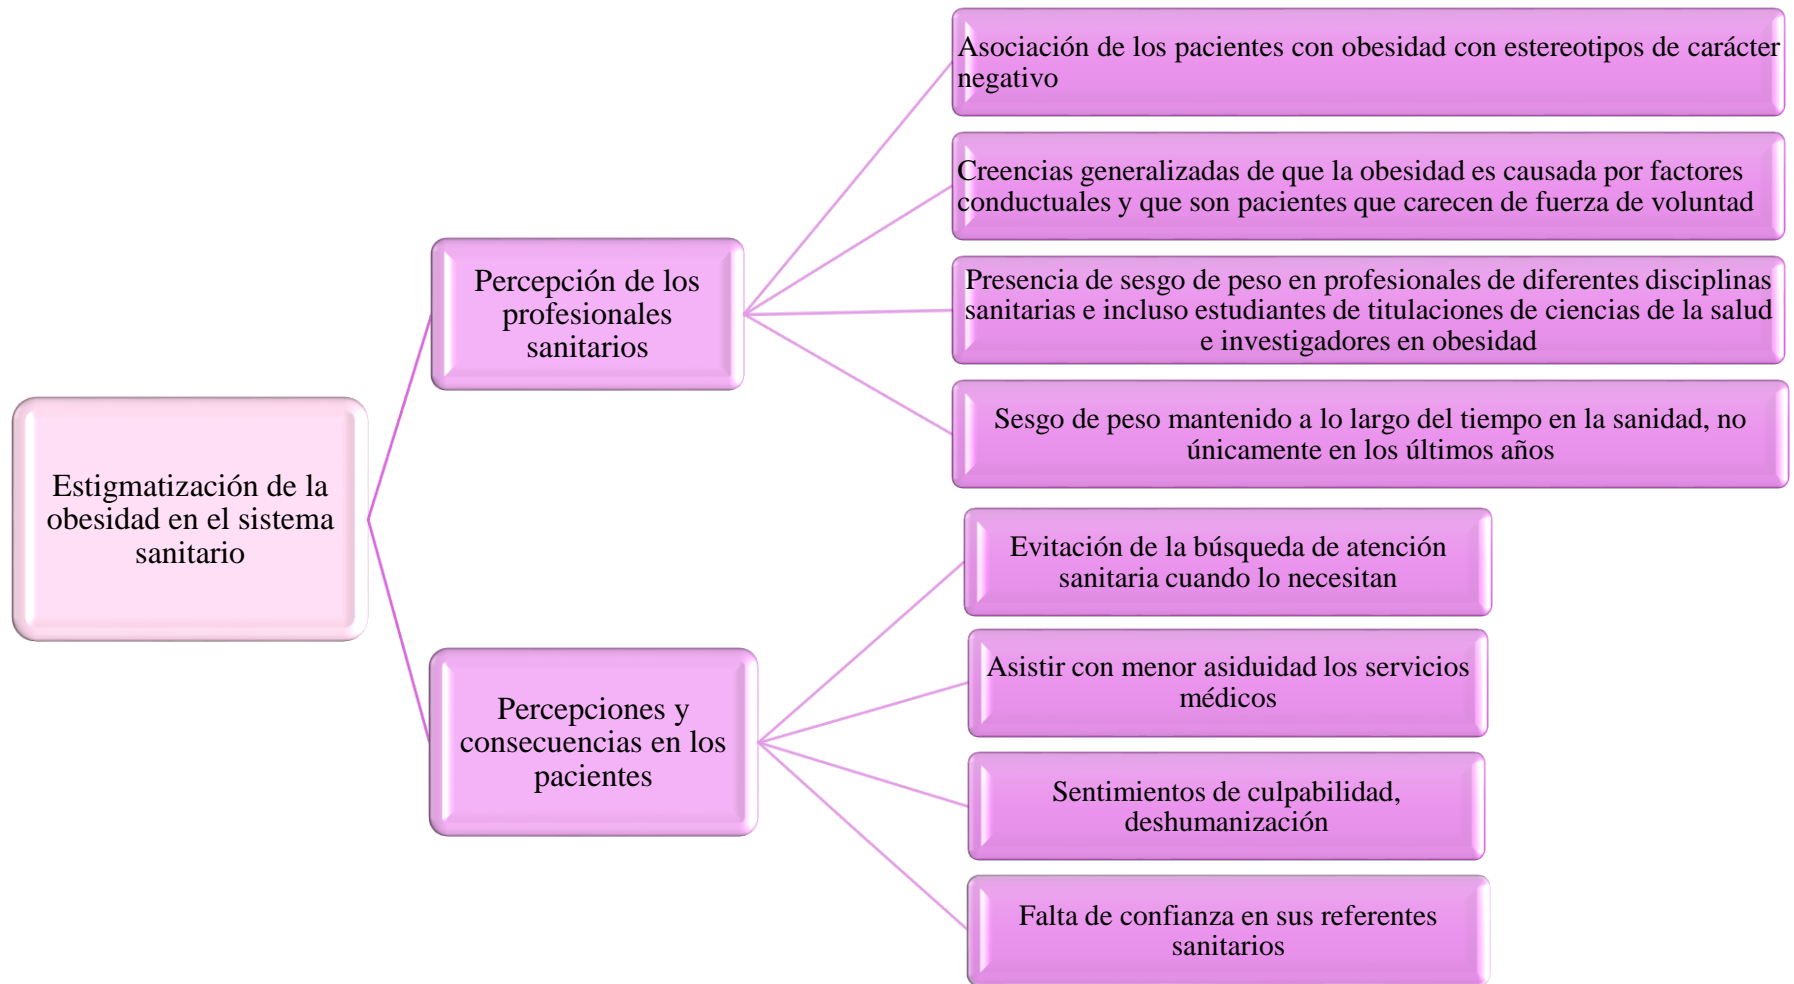 Estigmatización de la
obesidad en el sistema
sanitario
Percepción de los
profesionales
sanitarios
Asociación de los pacientes con obesidad con estereotipos de carácter
negativo
Creencias generalizadas de que la obesidad es causada por factores
conductuales y que son pacientes que carecen de fuerza de voluntad
Presencia de sesgo de peso en profesionales de diferentes disciplinas
sanitarias e incluso estudiantes de titulaciones de ciencias de la salud
e investigadores en obesidad
Sesgo de peso mantenido a lo largo del tiempo en la sanidad, no
únicamente en los últimos años
Percepciones y
consecuencias en los
pacientes
Evitación de la búsqueda de atención
sanitaria cuando lo necesitan
Asistir con menor asiduidad los servicios
médicos
Sentimientos de culpabilidad,
deshumanización
Falta de confianza en sus referentes
sanitarios